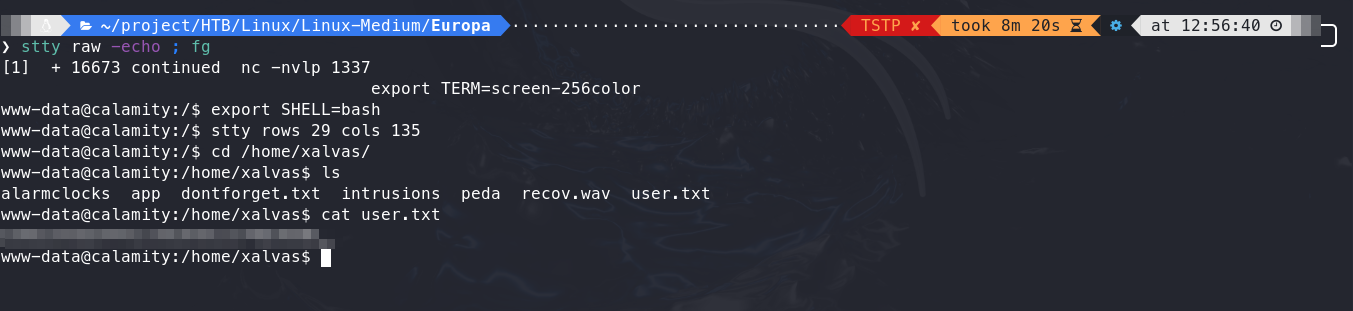 ~/project/HTB/Linux/Linux-Medium/Europa ································· TSTP ✘ took 8m 20s at 12:56:40
❯ stty raw -echo ; fg
[1]  + 16673 continued  nc -nvlp 1337
export TERM=screen-256color
www-data@calamity:/$ export SHELL=bash
www-data@calamity:/$ stty rows 29 cols 135
www-data@calamity:/$ cd /home/xalvas/
www-data@calamity:/home/xalvas$ ls
alarmclocks  app  dontforget.txt  intrusions  peda  recov.wav  user.txt
www-data@calamity:/home/xalvas$ cat user.txt
www-data@calamity:/home/xalvas$